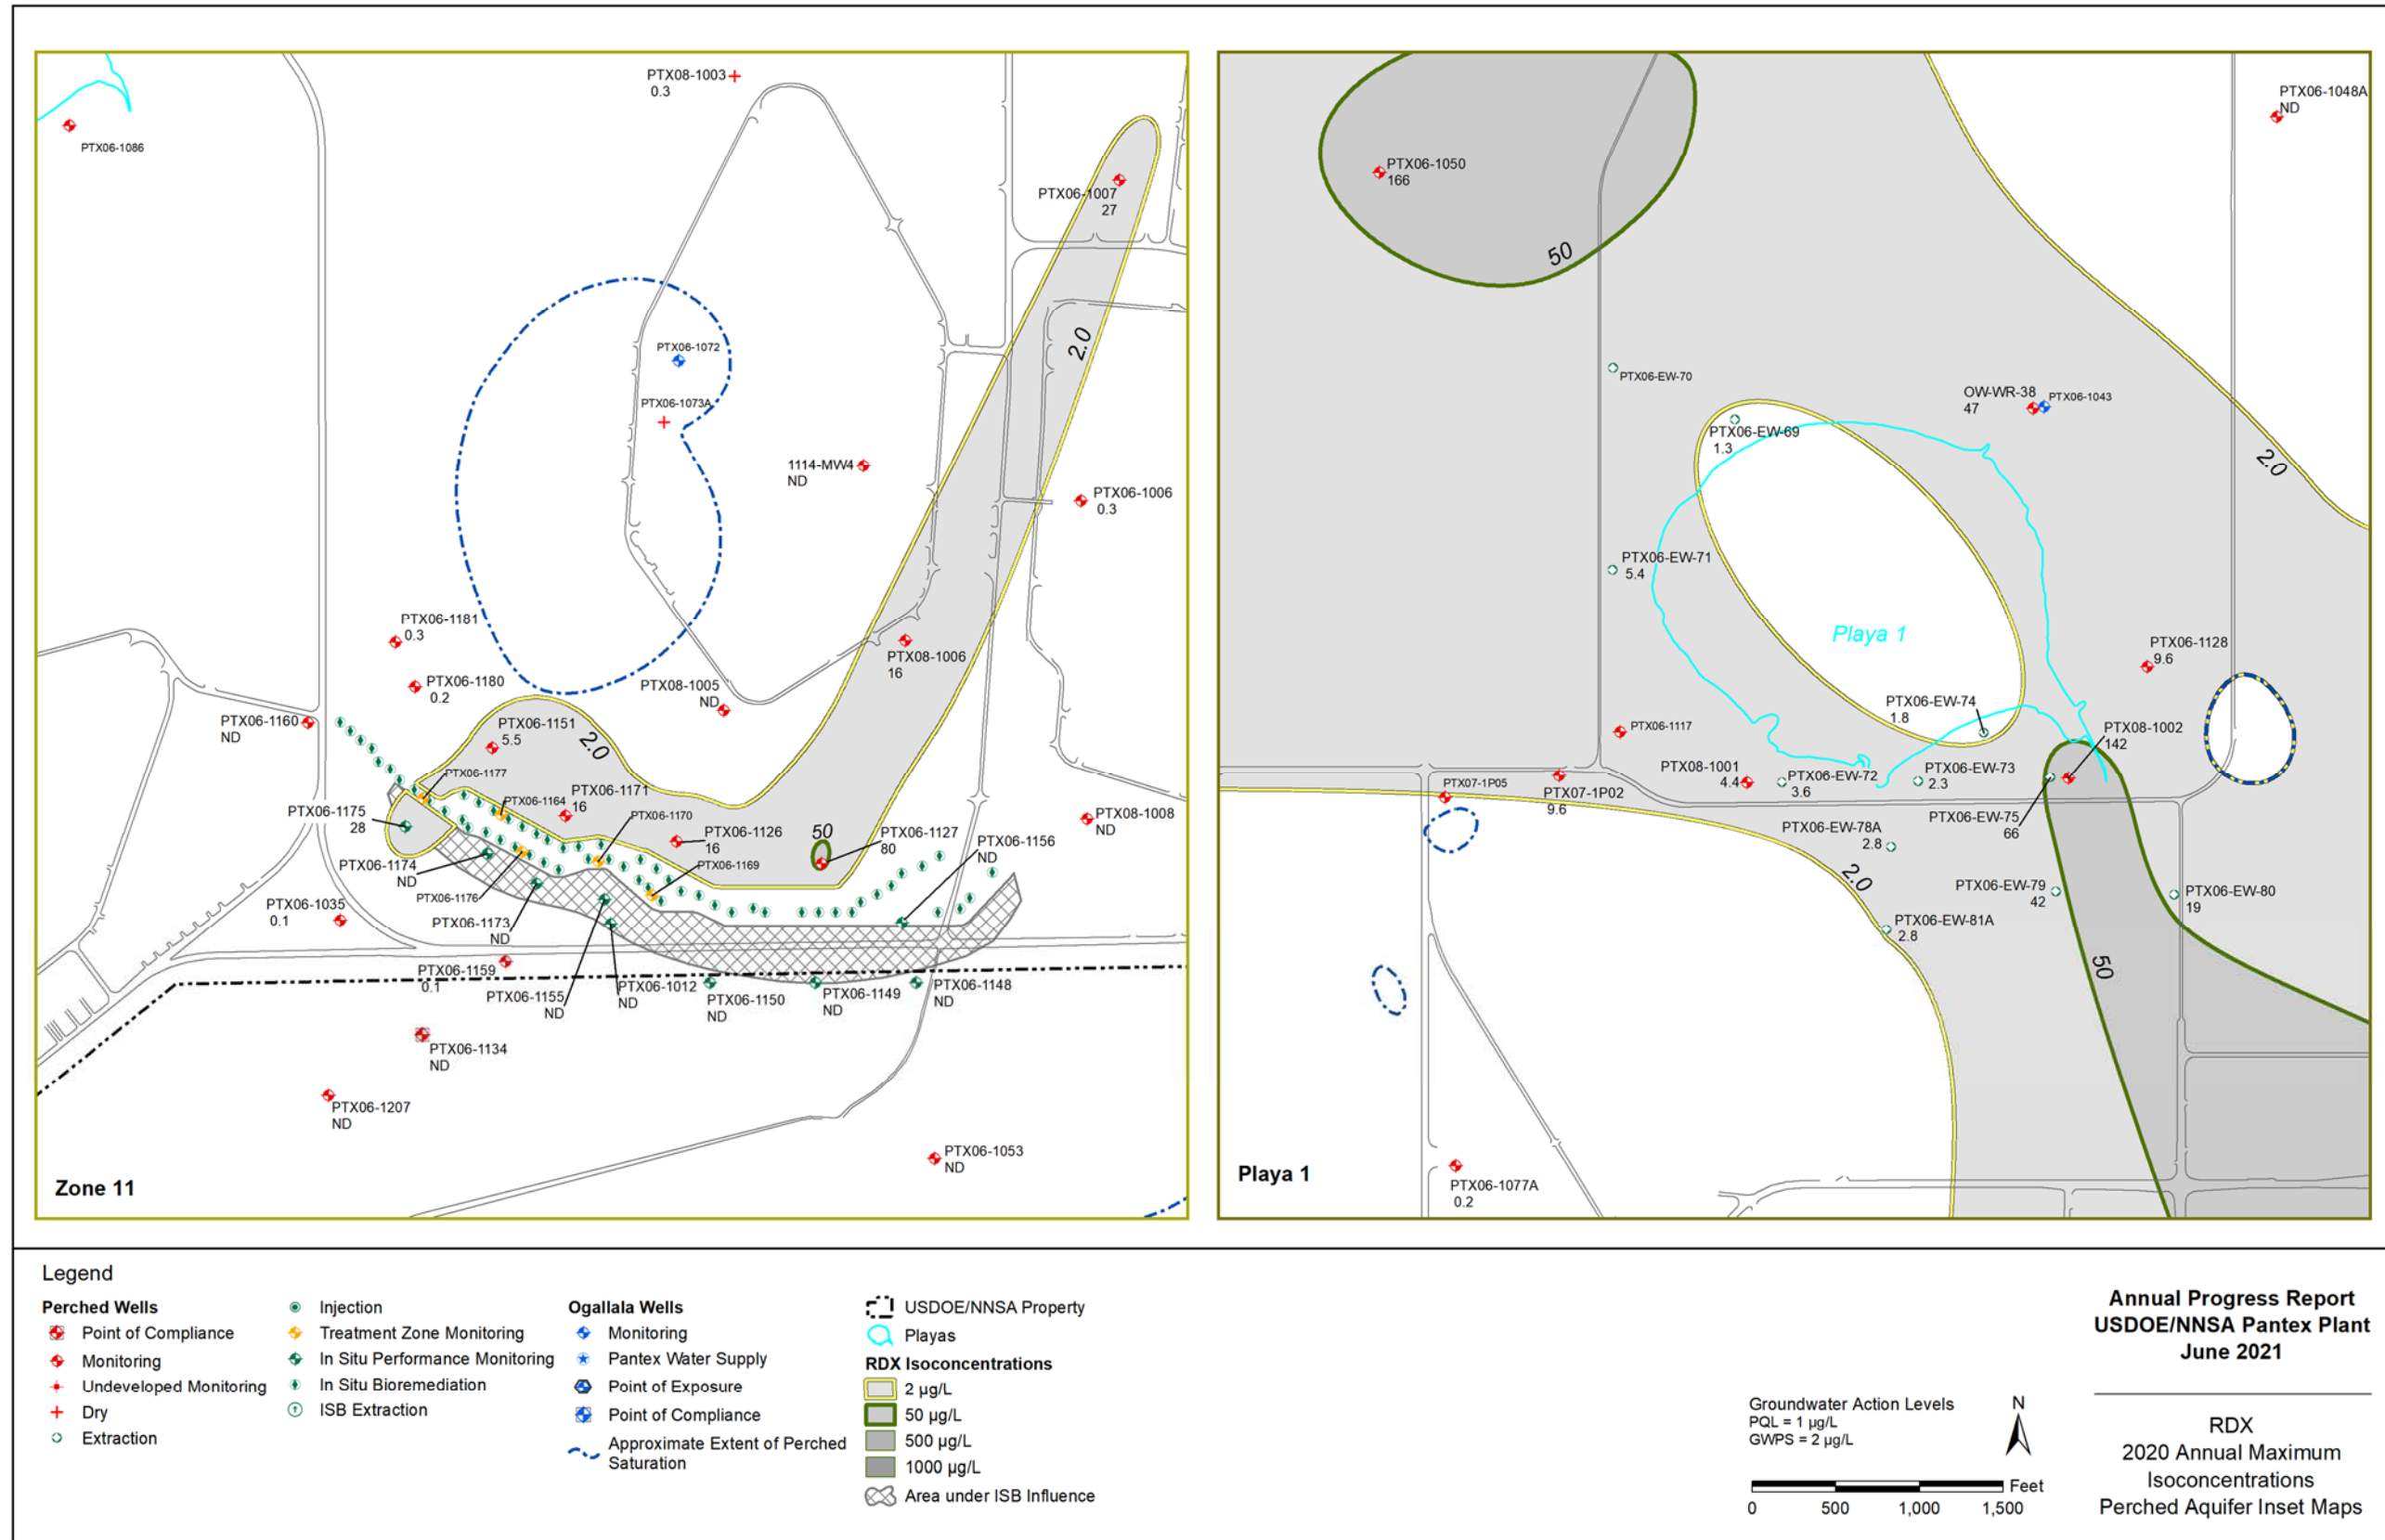 PTX08-1003
0.3
PTX06-1086
PTX06-1007
27
2.0
PTX06-1072
PTX06-1073A
1114-MW4
ND
PTX06-1006
0.3
PTX06-1181
0.3
PTX08-1006
16
PTX06-1180
0.2
PTX08-1005
ND
PTX06-1160
ND
PTX06-1151
5.5
2.0
PTX06-1177
PTX06-1164
PTX06-1171
16
PTX06-1170
PTX06-1175
28
PTX06-1126
16
50
PTX06-1127
80
PTX06-1156
ND
PTX08-1008
ND
PTX06-1174
ND
PTX06-1169
PTX06-1176
PTX06-1035
0.1
PTX06-1173
ND
PTX06-1159
0.1
PTX06-1155
ND
PTX06-1012
ND
PTX06-1150
ND
PTX06-1149
ND
PTX06-1148
ND
PTX06-1134
ND
PTX06-1207
ND
PTX06-1053
ND
Zone 11
PTX06-1048A
ND
PTX06-1050
166
50
PTX06-EW-70
OW-WR-38
47
PTX06-1043
PTX06-EW-69
1.3
2.0
PTX06-EW-71
5.4
Playa 1
PTX06-1128
9.6
PTX06-EW-74
1.8
PTX06-1117
PTX08-1002
142
PTX07-1P05
PTX07-1P02
9.6
PTX08-1001
4.4
PTX06-EW-72
3.6
PTX06-EW-73
2.3
PTX06-EW-75
66
PTX06-EW-78A
2.8
2.0
PTX06-EW-79
42
PTX06-EW-80
19
PTX06-EW-81A
2.8
50
PTX06-1077A
0.2
Playa 1
Legend
Perched Wells
Point of Compliance
Monitoring
Undeveloped Monitoring
Dry
Extraction
Injection
Treatment Zone Monitoring
In Situ Performance Monitoring
In Situ Bioremediation
ISB Extraction
Ogallala Wells
Monitoring
Pantex Water Supply
Point of Exposure
Point of Compliance
Approximate Extent of Perched
Saturation
USDOE/NNSA Property
Playas
RDX Isoconcentrations
2 µg/L
50 µg/L
500 µg/L
1000 µg/L
Area under ISB Influence
Groundwater Action Levels
PQL = 1 µg/L
GWPS = 2 µg/L
N
Feet
0 500 1,000 1,500
Annual Progress Report
USDOE/NNSA Pantex Plant
June 2021
RDX
2020 Annual Maximum
Isoconcentrations
Perched Aquifer Inset Maps